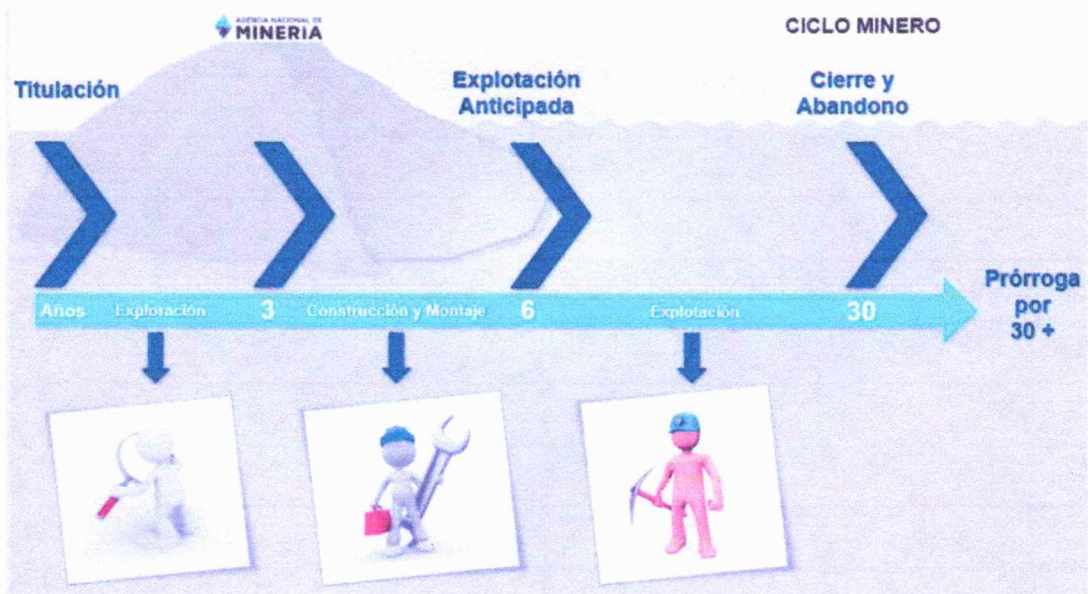 AGENCIA NACIONAL DE
MINERÍA
CICLO MINERO
Titulación
Explotación
Anticipada
Cierre y
Abandono
Años
Exploración
3
Construcción y Montaje
6
Explotación
30
Prórroga
por
30 +